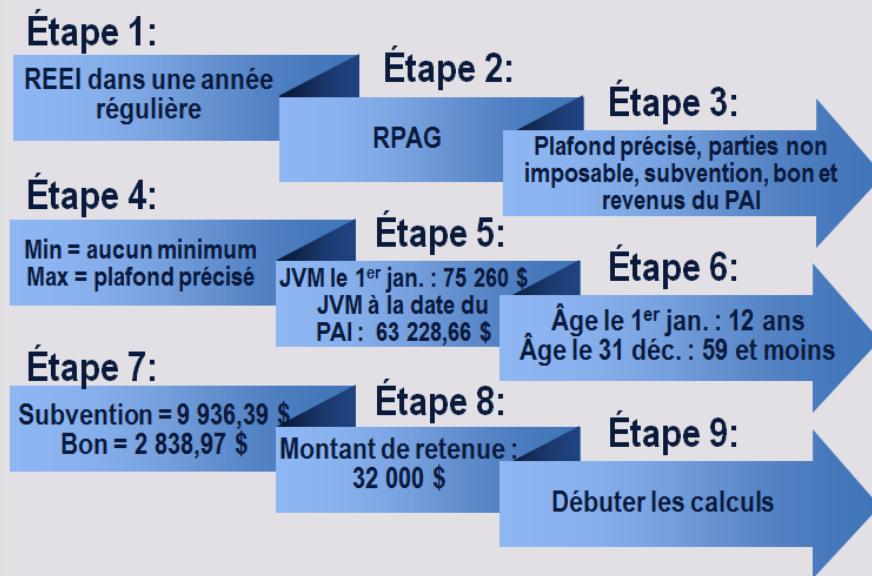 Étape 1:
REEI dans une année
régulière
Étape 2:
RPAG
Étape 3:
Plafond précisé, parties non
imposable, subvention, bon et
revenus du PAI
Étape 4:
Min = aucun minimum
Max = plafond précisé
Étape 5:
JVM le 1er jan. : 75 260 $
JVM à la date du
PAI : 63 228,66 $
Étape 6:
Âge le 1er jan. : 12 ans
Âge le 31 déc. : 59 et moins
Étape 7:
Subvention = 9 936,39 $
Bon = 2 838,97 $
Étape 8:
Montant de retenue :
32 000 $
Étape 9:
Débuter les calculs